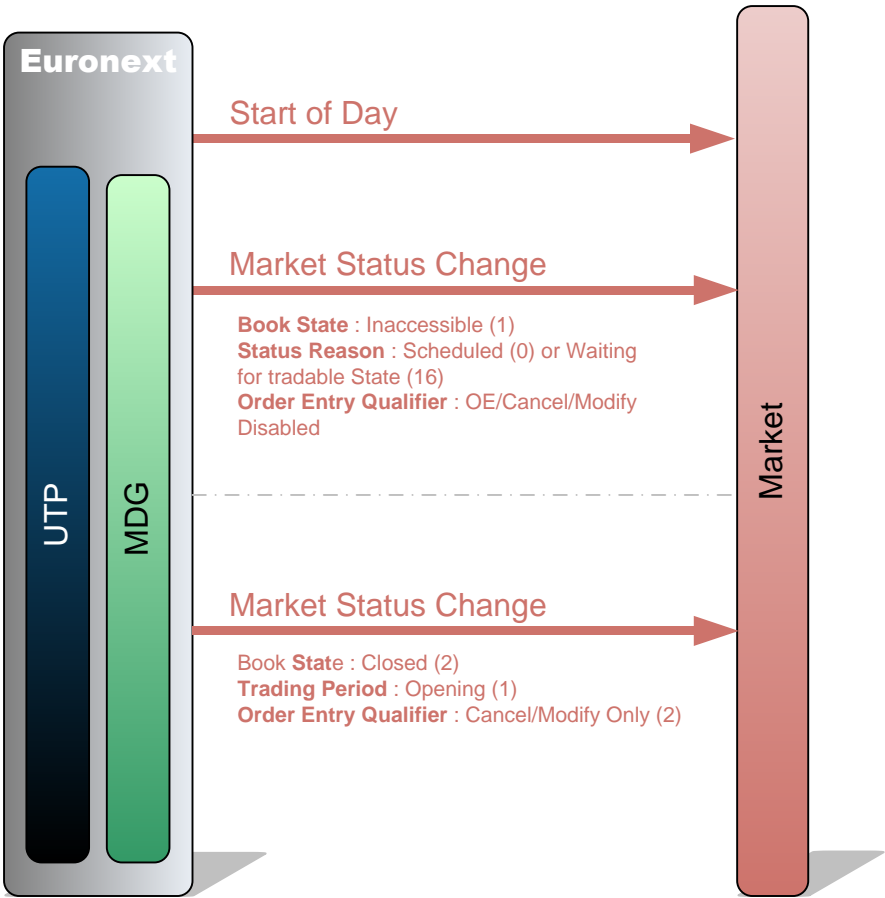 Euronext
Start of Day
Market Status Change
Book State : Inaccessible (1)
Status Reason : Scheduled (0) or Waiting
for tradable State (16)
Order Entry Qualifier : OE/Cancel/Modify
Disabled
UTP
MDG
Market
Market Status Change
Book State : Closed (2)
Trading Period : Opening (1)
Order Entry Qualifier : Cancel/Modify Only (2)